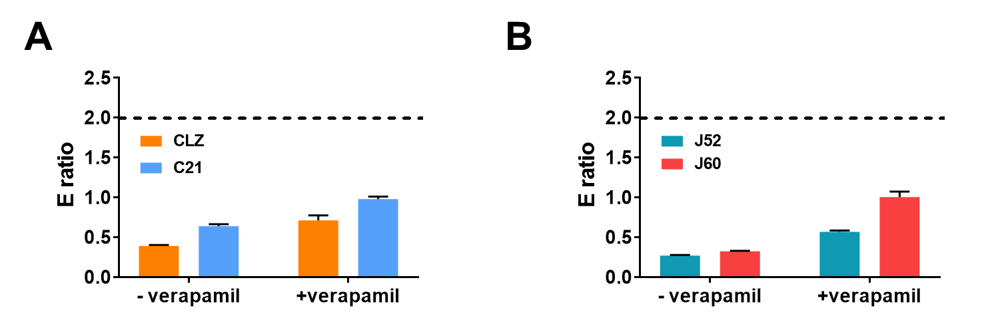 A
2.5
2.0
1.5
1.0
0.5
0.0
E ratio
CLZ
C21
- verapamil
+verapamil
B
2.5
2.0
1.5
1.0
0.5
0.0
E ratio
J52
J60
- verapamil
+verapamil